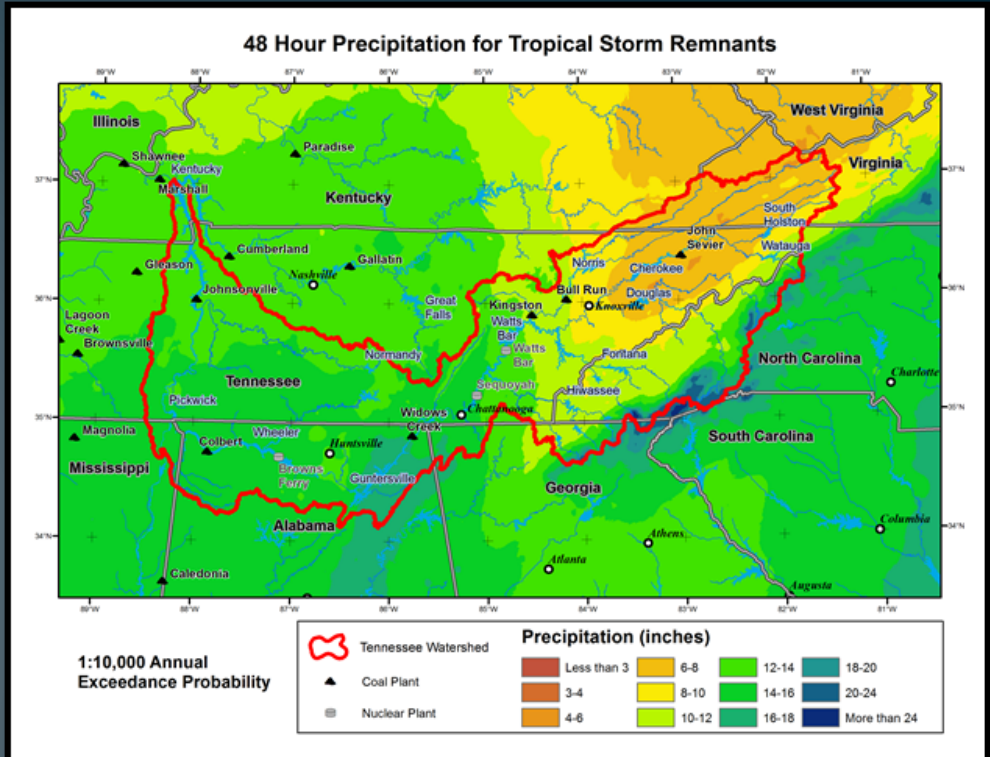 48 Hour Precipitation for Tropical Storm Remnants
89°W 88°W 87°W 86°W 85°W 84°W 83°W 82°W 81°W
Illinois
West Virginia
Shawnee
Paradise
Virginia
Kentucky
37°N
37°N
Marshall
Kentucky
South
Holston
John
Sevier
Watauga
Cumberland
Gallatin
Norris
Cherokee
Gleason
Nashville
Johnsonville
Bull Run
Douglas
36°N
36°N
Great
Falls
Kingston
Knoxville
Lagoon
Creek
Watts
Bar
Brownsville
Watts
Bar
Normandy
Fontana
North Carolina
Charlotte
Tennessee
Sequoyah
Hiwassee
Pickwick
Widows
Creek
Chattanooga
35°N
35°N
Magnolia
Wheeler
Colbert
Huntsville
South Carolina
Mississippi
Browns
Ferry
Guntersville
Georgia
Alabama
Columbia
34°N
34°N
Athens
Atlanta
Caledonia
Augusta
89°W 88°W 87°W 86°W 85°W 84°W 83°W 82°W 81°W
1:10,000 Annual
Exceedance Probability
Tennessee Watershed
Coal Plant
Nuclear Plant
Precipitation (inches)
Less than 3 6-8 12-14 18-20
3-4 8-10 14-16 20-24
4-6 10-12 16-18 More than 24